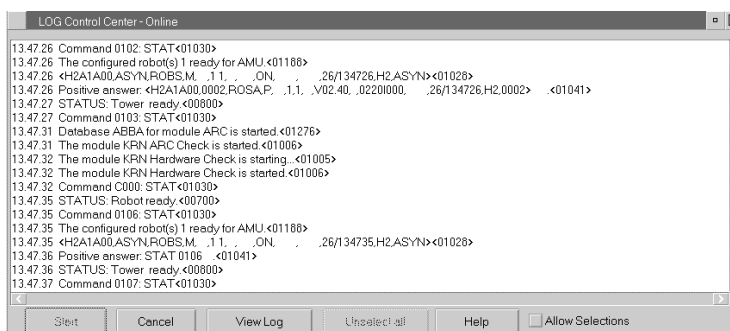 LOG Control Center - Online
13.47.26 Command 0102: STAT<01030>
13.47.26 The configured robot(s) 1 ready for AMU.<01188>
13.47.26 <H2A1A00,ASYN,ROBS,M, ,1 1, , ,ON, , ,26/134726,H2,ASYN><01028>
13.47.26 Positive answer: <H2A1A00,0002,ROSA,P, ,1,1, ,V02.40, ,0220I000, ,26/134726,H2,0002> .<01041>
13.47.27 STATUS: Tower ready.<00800>
13.47.27 Command 0103: STAT<01030>
13.47.31 Database ABBA for module ARC is started.<01276>
13.47.31 The module KRN ARC Check is started.<01006>
13.47.32 The module KRN Hardware Check is starting...<01005>
13.47.32 The module KRN Hardware Check is started.<01006>
13.47.32 Command C000: STAT<01030>
13.47.35 STATUS: Robot ready.<00700>
13.47.35 Command 0106: STAT<01030>
13.47.35 The configured robot(s) 1 ready for AMU.<01188>
13.47.35 <H2A1A00,ASYN,ROBS,M, ,1 1, , ,ON, , ,26/134735,H2,ASYN><01028>
13.47.36 Positive answer: STAT 0106 .<01041>
13.47.36 STATUS: Tower ready.<00800>
13.47.37 Command 0107: STAT<01030>
Start Cancel View Log Unselect all Help Allow Selections